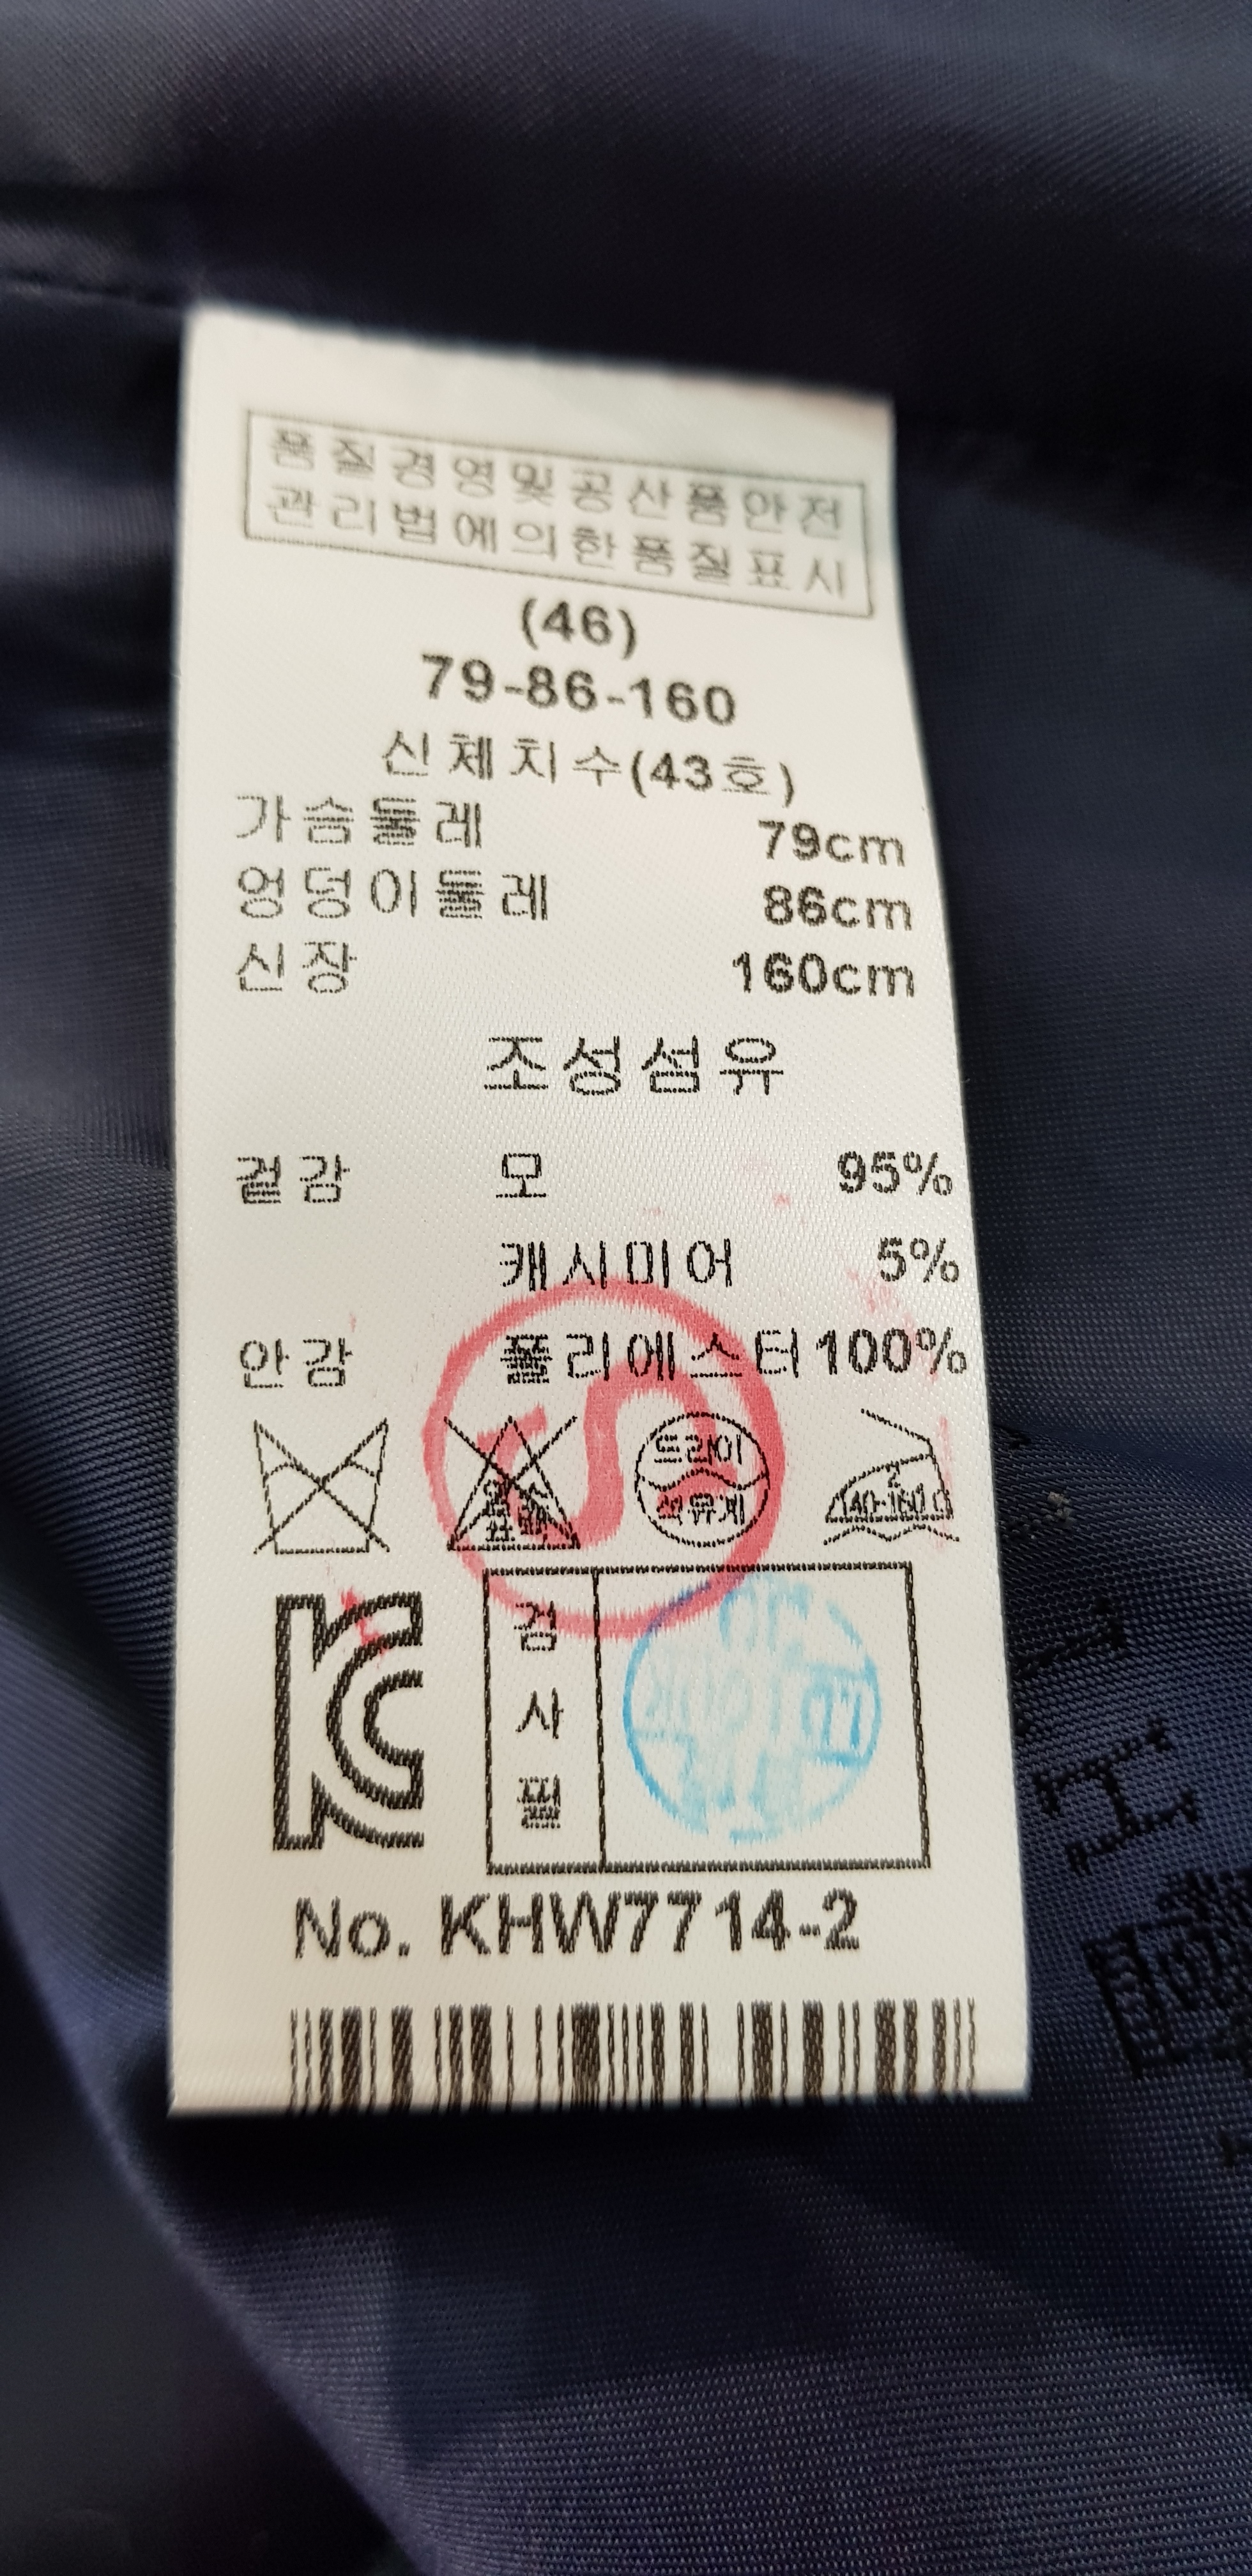 품질경영및공산품안전
관리법에의한품질표시
(46)
79-86-160
신체치수(43호)
가슴둘레 79cm
엉덩이둘레 86cm
신장 160cm
조성섬유
겉감 모 95%
캐시미어 5%
안감 폴리에스터 100%
드라이
석유계
2
140-160℃
검
사
필
No. KHW7714-2